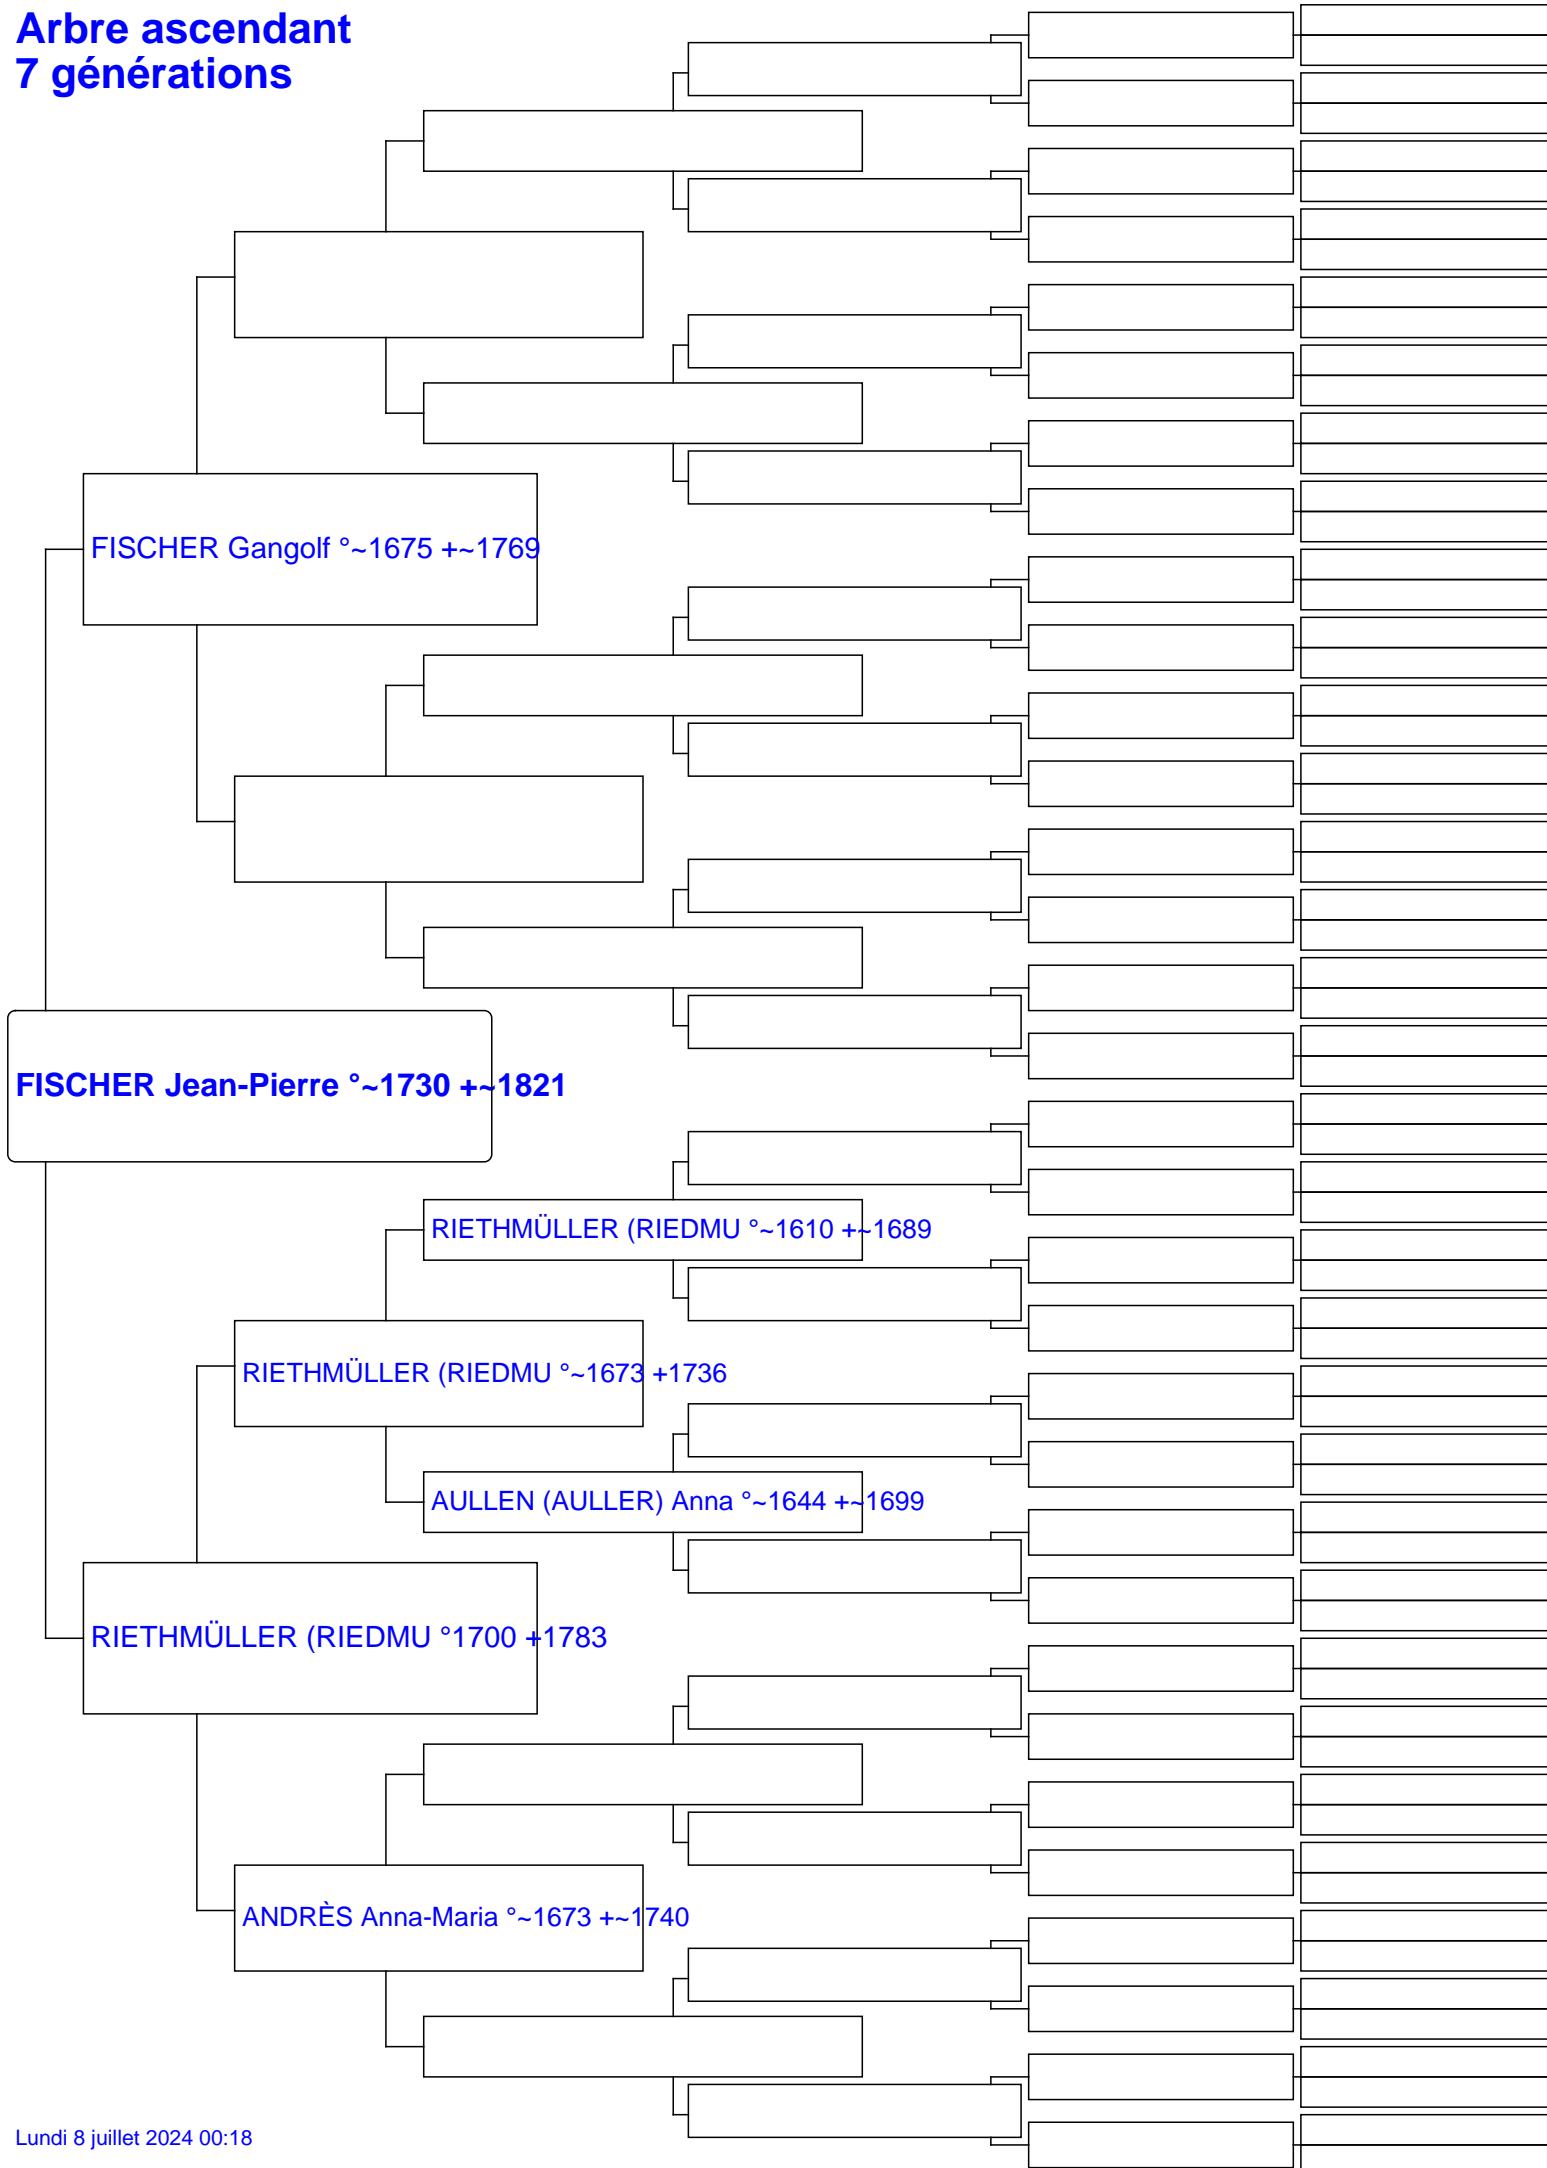 Arbre ascendant
7 générations
FISCHER Gangolf °~1675 +~1769
FISCHER Jean-Pierre °~1730 +~1821
RIETHMÜLLER (RIEDMU °~1610 +~1689
RIETHMÜLLER (RIEDMU °~1673 +1736
AULLEN (AULLER) Anna °~1644 +~1699
RIETHMÜLLER (RIEDMU °1700 +1783
ANDRÈS Anna-Maria °~1673 +~1740
Lundi 8 juillet 2024 00:18